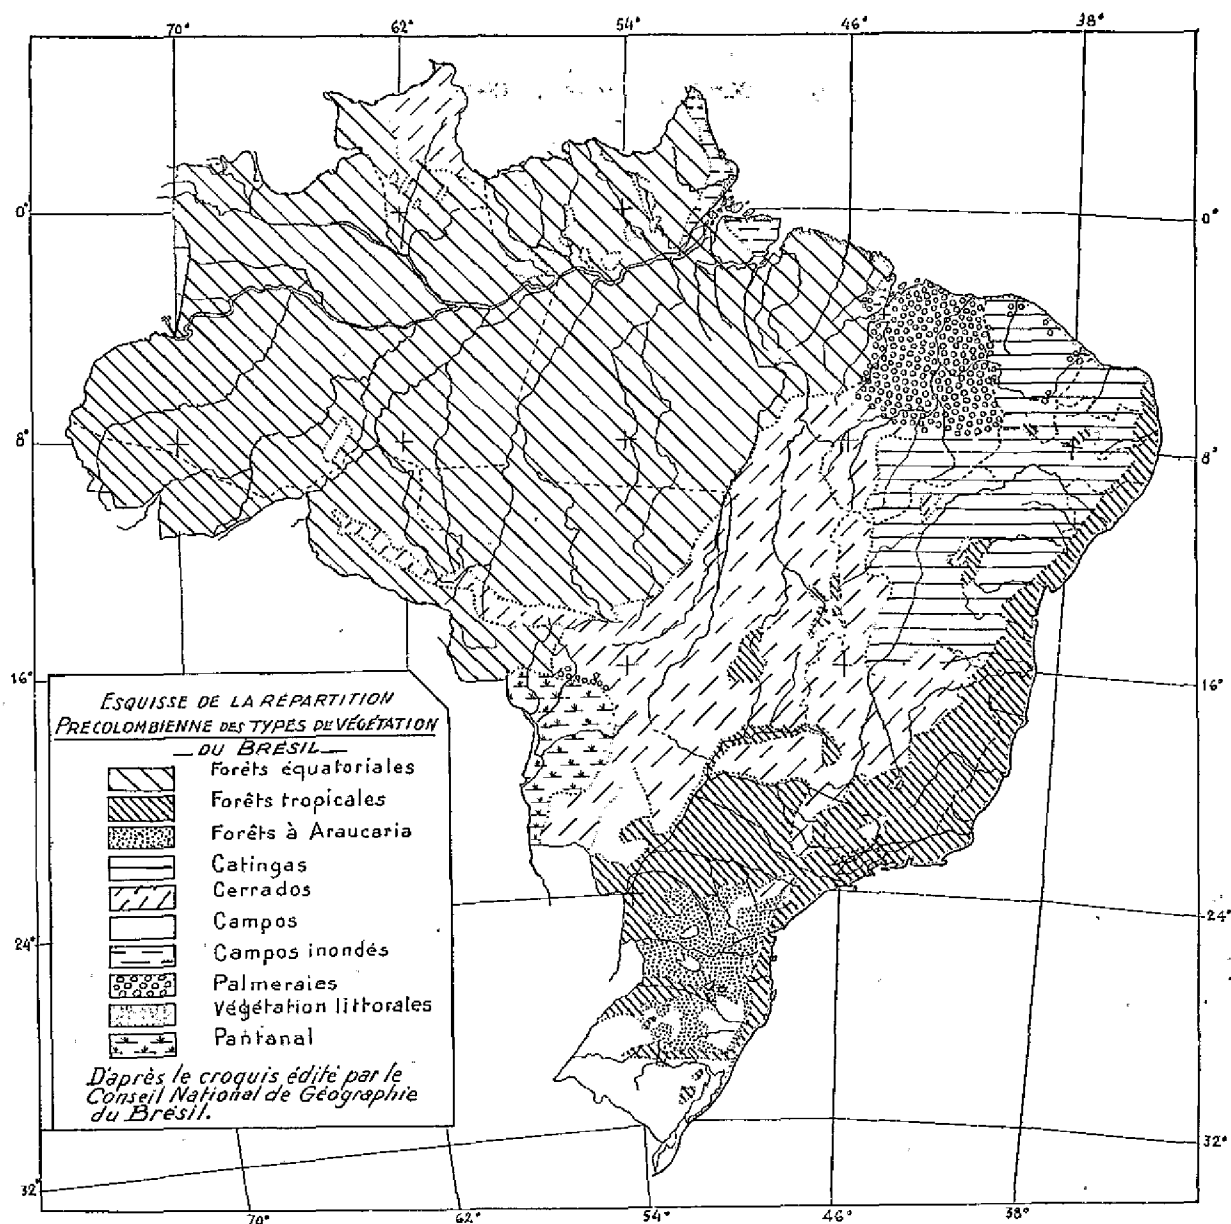 70° 62° 54° 46° 38°
0° 0°
8° 8°
16° 16°
ESQUISSE DE LA RÉPARTITION
PRÉCOLOMBIENNE DES TYPES DE VÉGÉTATION
DU BRÉSIL
Forêts équatoriales
Forêts tropicales
Forêts à Araucaria
Catingas
Cerrados
Campos
Campos inondés
Palmeraies
Végétation littorales
Pantanal
D'après le croquis édité par le
Conseil National de Géographie
du Brésil.
24° 24°
32° 32°
70° 62° 54° 46° 38°